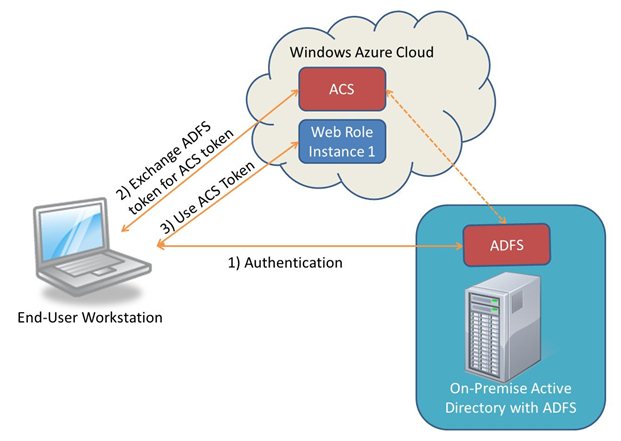 Windows Azure Cloud
ACS
Web Role
Instance 1
2) Exchange ADFS
token for ACS token
3) Use ACS Token
ADFS
1) Authentication
End-User Workstation
On-Premise Active
Directory with ADFS